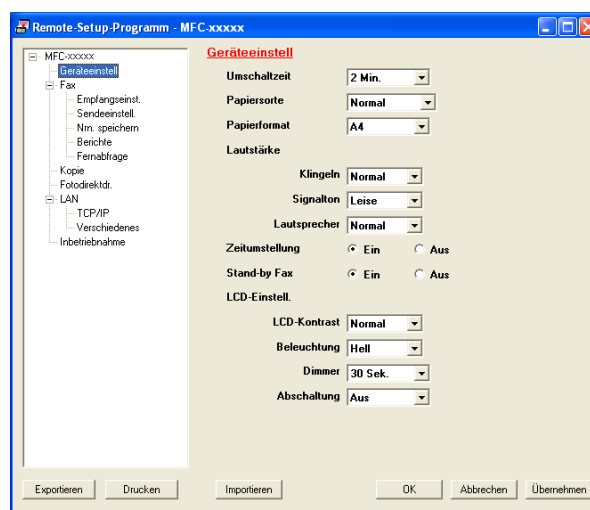 Remote-Setup-Programm - MFC-xxxxx
MFC-xxxxx
Geräteeinstell
Fax
Empfangseinst.
Sendeeinstell.
Nrn. speichern
Berichte
Fernabfrage
Kopie
Fotodirektdr.
LAN
TCP/IP
Verschiedenes
Inbetriebnahme
Geräteeinstell
Umschaltzeit 2 Min.
Papiersorte Normal
Papierformat A4
Lautstärke
Klingeln Normal
Signalton Leise
Lautsprecher Normal
Zeitumstellung Ein Aus
Stand-by Fax Ein Aus
LCD-Einstell.
LCD-Kontrast Normal
Beleuchtung Hell
Dimmer 30 Sek.
Abschaltung Aus
Exportieren Drucken Importieren OK Abbrechen Übernehmen